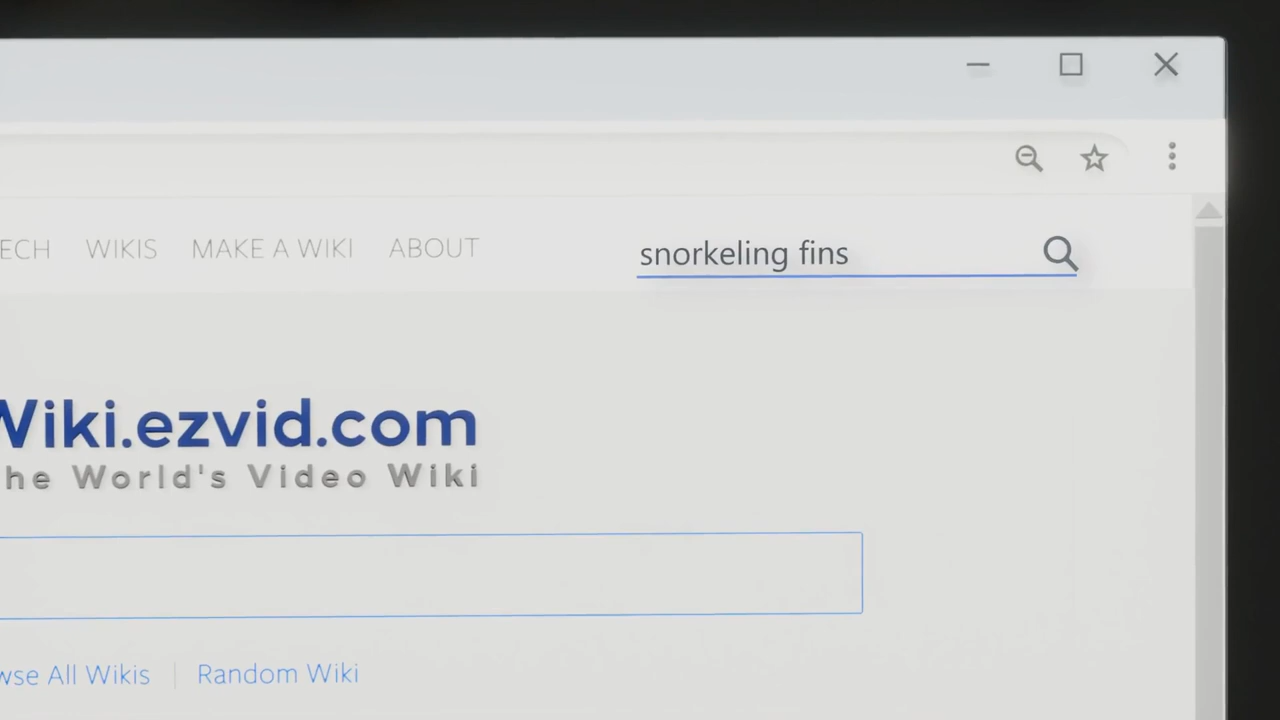 ECH WIKIS MAKE A WIKI ABOUT
snorkeling fins
Wiki.ezvid.com
he World's Video Wiki
wse All Wikis | Random Wiki